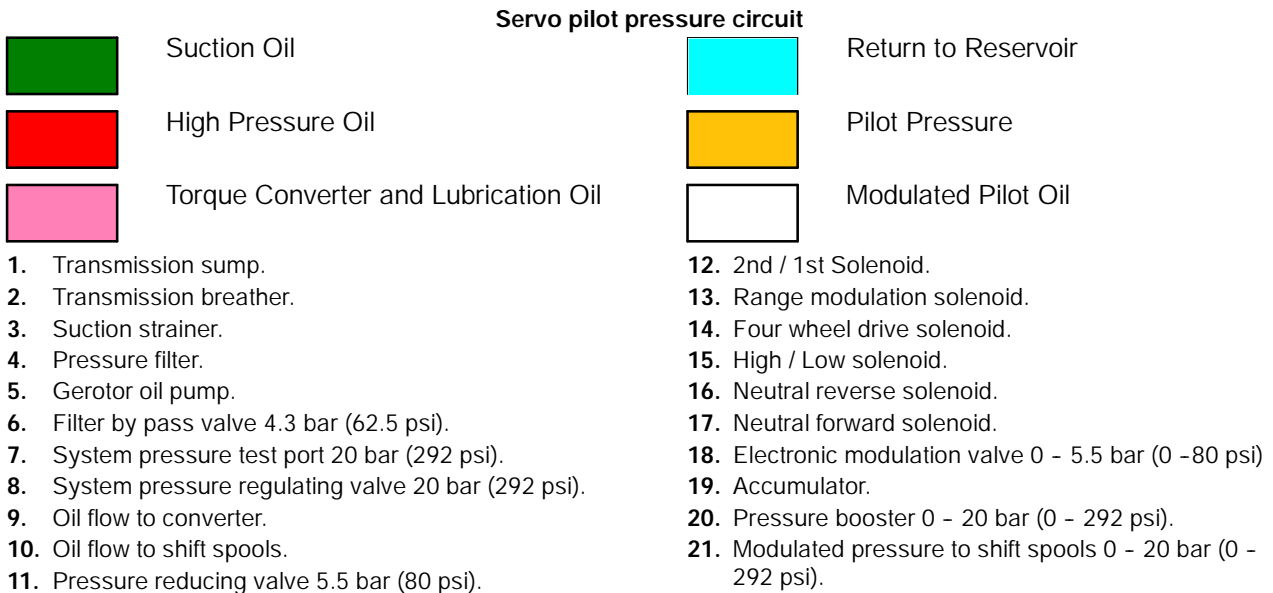 Servo pilot pressure circuit
Suction Oil
Return to Reservoir
High Pressure Oil
Pilot Pressure
Torque Converter and Lubrication Oil
Modulated Pilot Oil
1. Transmission sump.
2. Transmission breather.
3. Suction strainer.
4. Pressure filter.
5. Gerotor oil pump.
6. Filter by pass valve 4.3 bar (62.5 psi).
7. System pressure test port 20 bar (292 psi).
8. System pressure regulating valve 20 bar (292 psi).
9. Oil flow to converter.
10. Oil flow to shift spools.
11. Pressure reducing valve 5.5 bar (80 psi).
12. 2nd / 1st Solenoid.
13. Range modulation solenoid.
14. Four wheel drive solenoid.
15. High / Low solenoid.
16. Neutral reverse solenoid.
17. Neutral forward solenoid.
18. Electronic modulation valve 0 - 5.5 bar (0 -80 psi)
19. Accumulator.
20. Pressure booster 0 - 20 bar (0 - 292 psi).
21. Modulated pressure to shift spools 0 - 20 bar (0 -
292 psi).